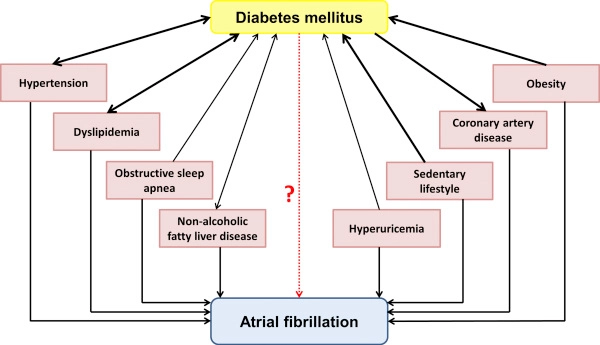 Diabetes mellitus
Hypertension
Obesity
Dyslipidemia
Coronary artery
disease
Obstructive sleep
apnea
Sedentary
lifestyle
?
Non-alcoholic
fatty liver disease
Hyperuricemia
Atrial fibrillation